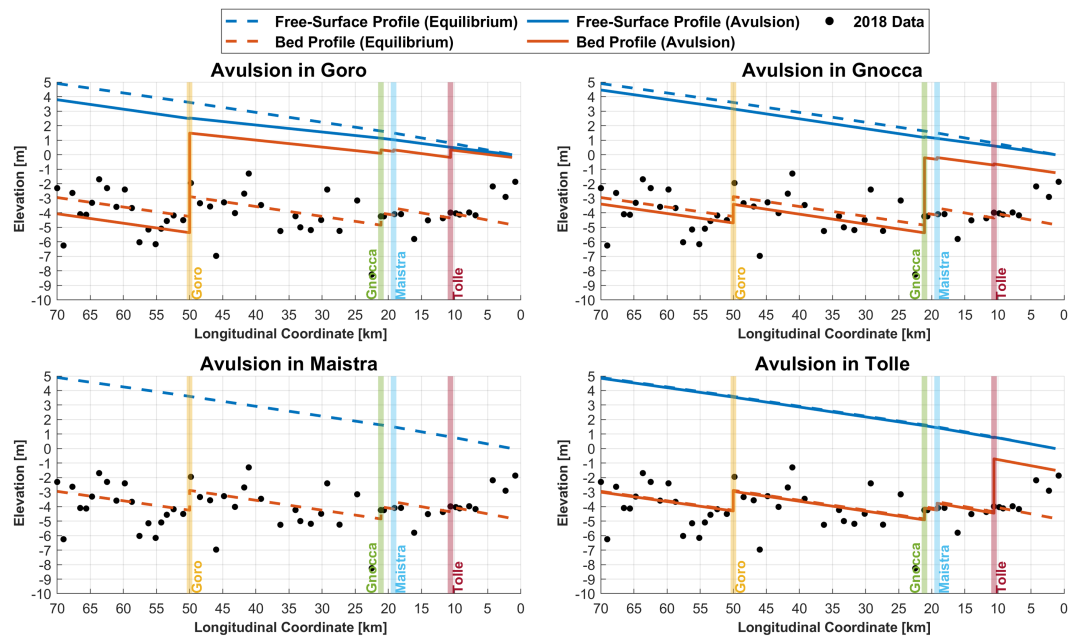 Free-Surface Profile (Equilibrium) Free-Surface Profile (Avulsion) 2018 Data
Bed Profile (Equilibrium) Bed Profile (Avulsion)
Avulsion in Goro
Elevation [m]
5
4
3
2
1
0
-1
-2
-3
-4
-5
-6
-7
-8
-9
-10
Goro
Gnocca
Maistra
Tolle
70 65 60 55 50 45 40 35 30 25 20 15 10 5 0
Longitudinal Coordinate [km]
Avulsion in Gnocca
Elevation [m]
5
4
3
2
1
0
-1
-2
-3
-4
-5
-6
-7
-8
-9
-10
Goro
Gnocca
Maistra
Tolle
70 65 60 55 50 45 40 35 30 25 20 15 10 5 0
Longitudinal Coordinate [km]
Avulsion in Maistra
Elevation [m]
5
4
3
2
1
0
-1
-2
-3
-4
-5
-6
-7
-8
-9
-10
Goro
Gnocca
Maistra
Tolle
70 65 60 55 50 45 40 35 30 25 20 15 10 5 0
Longitudinal Coordinate [km]
Avulsion in Tolle
Elevation [m]
5
4
3
2
1
0
-1
-2
-3
-4
-5
-6
-7
-8
-9
-10
Goro
Gnocca
Maistra
Tolle
70 65 60 55 50 45 40 35 30 25 20 15 10 5 0
Longitudinal Coordinate [km]